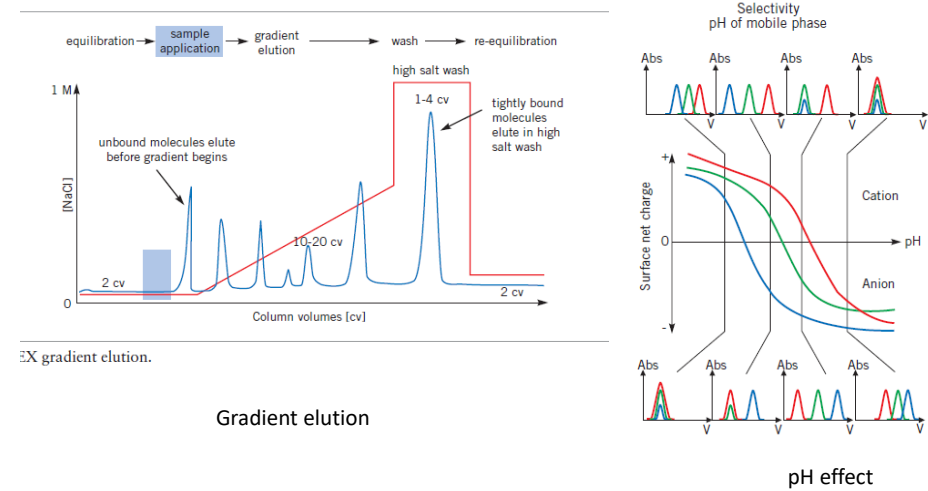 equilibration
sample
application
gradient
elution
wash
re-equilibration
high salt wash
1 M
1-4 cv
tightly bound
molecules
elute in high
salt wash
unbound molecules elute
before gradient begins
[NaCl]
10-20 cv
2 cv
2 cv
0
Column volumes [cv]
EX gradient elution.
Gradient elution
Selectivity
pH of mobile phase
Abs
Abs
Abs
Abs
V
V
V
V
+
Surface net charge
0
-
Cation
pH
Anion
Abs
Abs
Abs
Abs
V
V
V
V
pH effect